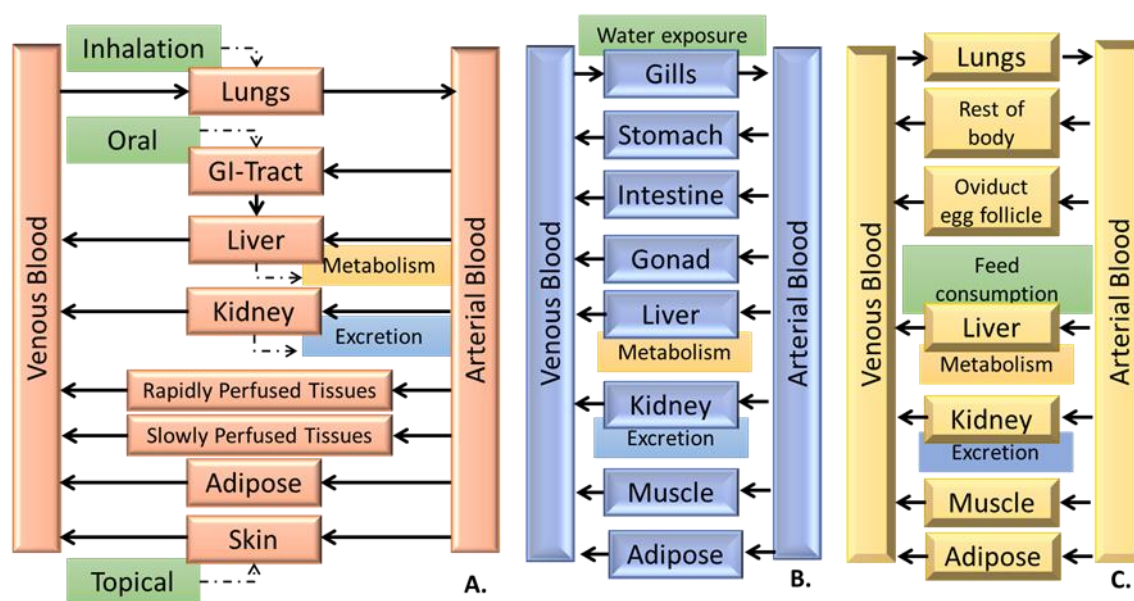 Inhalation
Lungs
Oral
GI-Tract
Liver
Metabolism
Kidney
Excretion
Rapidly Perfused Tissues
Slowly Perfused Tissues
Adipose
Skin
Topical
Venous Blood
Arterial Blood
A.
Water exposure
Gills
Stomach
Intestine
Gonad
Liver
Metabolism
Kidney
Excretion
Muscle
Adipose
Venous Blood
Arterial Blood
B.
Lungs
Rest of
body
Oviduct
egg follicle
Feed
consumption
Liver
Metabolism
Kidney
Excretion
Muscle
Adipose
Venous Blood
Arterial Blood
C.